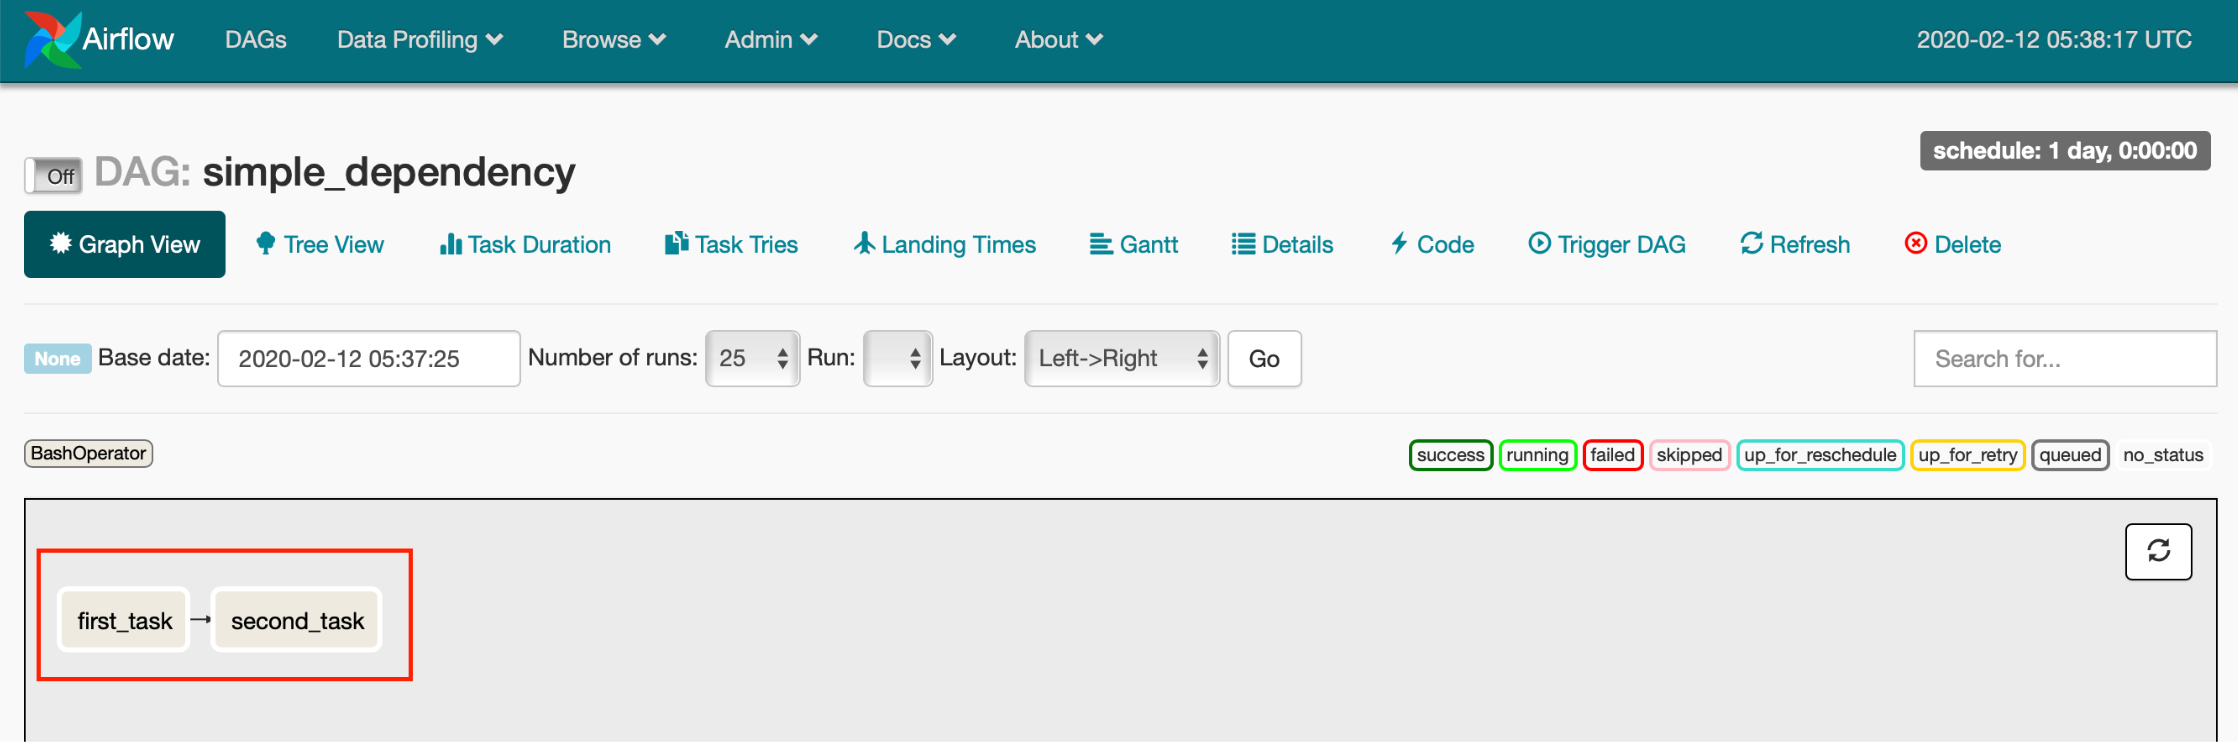 Airflow DAGs Data Profiling Browse Admin Docs About 2020-02-12 05:38:17 UTC
schedule: 1 day, 0:00:00
Off DAG: simple_dependency
Graph View Tree View Task Duration Task Tries Landing Times Gantt Details Code Trigger DAG Refresh Delete
None Base date: 2020-02-12 05:37:25 Number of runs: 25 Run: Layout: Left->Right Go Search for...
BashOperator success running failed skipped up_for_reschedule up_for_retry queued no_status
first_task second_task